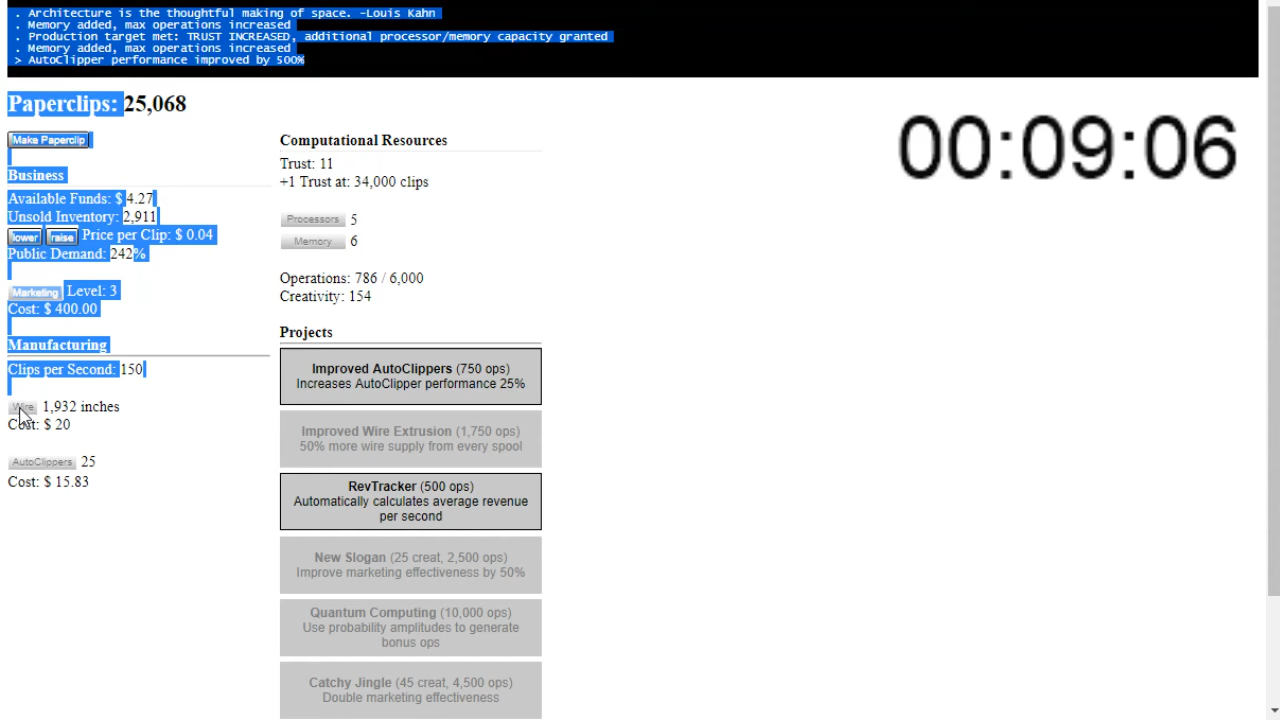 . Architecture is the thoughtful making of space. -Louis Kahn
. Memory added, max operations increased
. Production target met: TRUST INCREASED, additional processor/memory capacity granted
. Memory added, max operations increased
> AutoClipper performance improved by 500%
Paperclips: 25,068
00:09:06
Make Paperclip
Business
Available Funds: $ 4.27
Unsold Inventory: 2,911
lower raise Price per Clip: $ 0.04
Public Demand: 242%
Marketing Level: 3
Cost: $ 400.00
Manufacturing
Clips per Second: 150
Wire 1,932 inches
Cost: $ 20
AutoClippers 25
Cost: $ 15.83
Computational Resources
Trust: 11
+1 Trust at: 34,000 clips
Processors 5
Memory 6
Operations: 786 / 6,000
Creativity: 154
Projects
Improved AutoClippers (750 ops)
Increases AutoClipper performance 25%
Improved Wire Extrusion (1,750 ops)
50% more wire supply from every spool
RevTracker (500 ops)
Automatically calculates average revenue
per second
New Slogan (25 creat, 2,500 ops)
Improve marketing effectiveness by 50%
Quantum Computing (10,000 ops)
Use probability amplitudes to generate
bonus ops
Catchy Jingle (45 creat, 4,500 ops)
Double marketing effectiveness